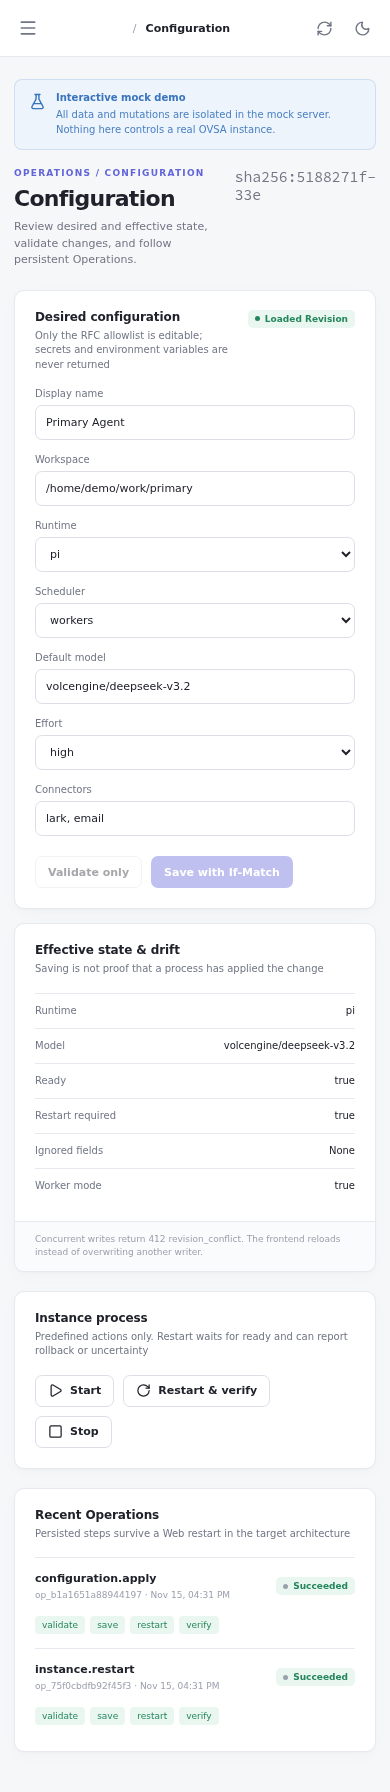 / Configuration
Interactive mock demo
All data and mutations are isolated in the mock server.
Nothing here controls a real OVSA instance.
OPERATIONS / CONFIGURATION
Configuration
Review desired and effective state,
validate changes, and follow
persistent Operations.
sha256:5188271f-
33e
Desired configuration
Only the RFC allowlist is editable;
secrets and environment variables are
never returned
Loaded Revision
Display name
Primary Agent
Workspace
/home/demo/work/primary
Runtime
pi
Scheduler
workers
Default model
volcengine/deepseek-v3.2
Effort
high
Connectors
lark, email
Validate only
Save with If-Match
Effective state & drift
Saving is not proof that a process has applied the change
Runtime pi
Model volcengine/deepseek-v3.2
Ready true
Restart required true
Ignored fields None
Worker mode true
Concurrent writes return 412 revision_conflict. The frontend reloads
instead of overwriting another writer.
Instance process
Predefined actions only. Restart waits for ready and can report
rollback or uncertainty
Start
Restart & verify
Stop
Recent Operations
Persisted steps survive a Web restart in the target architecture
configuration.apply
op_b1a1651a88944197 · Nov 15, 04:31 PM
Succeeded
validate save restart verify
instance.restart
op_75f0cbdfb92f45f3 · Nov 15, 04:31 PM
Succeeded
validate save restart verify